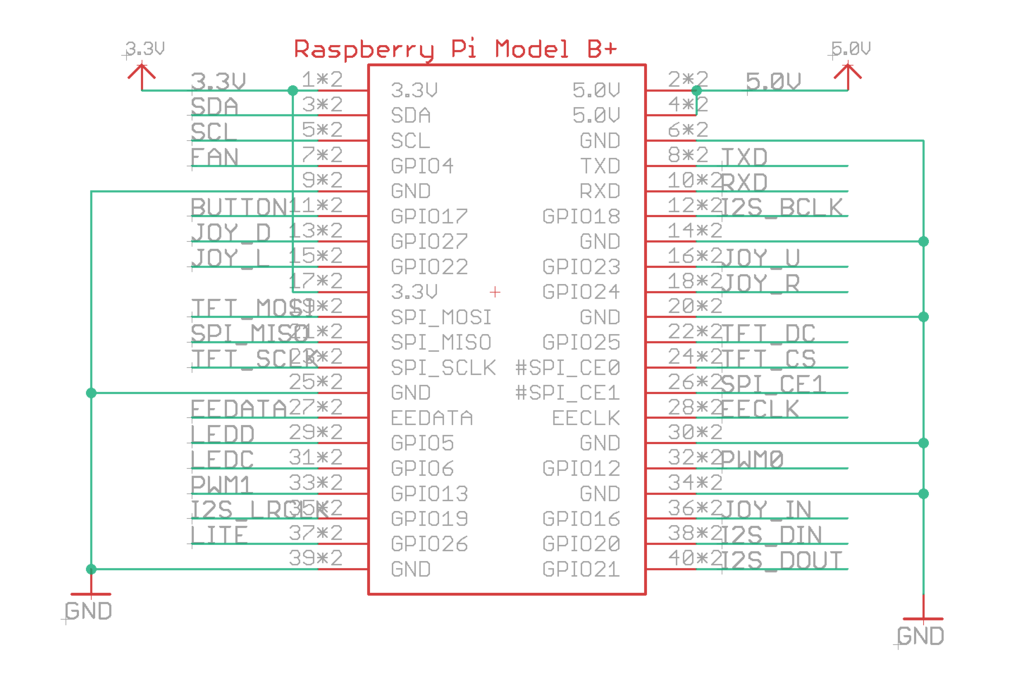 3.3V 5.0V
Raspberry Pi Model B+
3.3V 1*2 3.3V 5.0V 2*2 5.0V
SDA 3*2 SDA 5.0V 4*2
SCL 5*2 SCL GND 6*2
FAN 7*2 GPIO4 TXD 8*2 TXD
9*2 GND RXD 10*2 RXD
BUTTON 11*2 GPIO17 GPIO18 12*2 I2S_BCLK
JOY_D 13*2 GPIO27 GND 14*2
JOY_L 15*2 GPIO22 GPIO23 16*2 JOY_U
17*2 3.3V GPIO24 18*2 JOY_R
TFT_MOSI 19*2 SPI_MOSI GND 20*2
SPI_MISO 21*2 SPI_MISO GPIO25 22*2 TFT_DC
TFT_SCLK 23*2 SPI_SCLK #SPI_CE0 24*2 TFT_CS
25*2 GND #SPI_CE1 26*2 SPI_CE1
EEDATA 27*2 EEDATA EECLK 28*2 EECLK
LEDD 29*2 GPIO5 GND 30*2
LEDC 31*2 GPIO6 GPIO12 32*2 PWM0
PWM1 33*2 GPIO13 GND 34*2
I2S_LRCLK 35*2 GPIO19 GPIO16 36*2 JOY_IN
LITE 37*2 GPIO26 GPIO20 38*2 I2S_DIN
39*2 GND GPIO21 40*2 I2S_DOUT
GND
GND